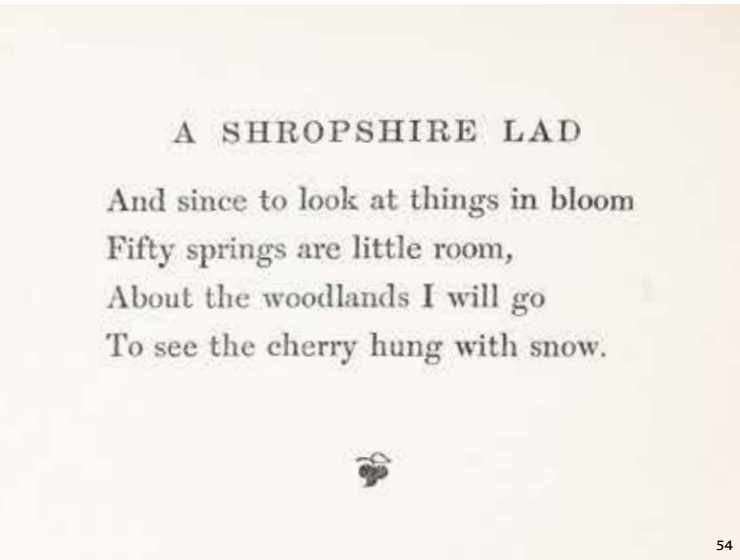 A SHROPSHIRE LAD
And since to look at things in bloom
Fifty springs are little room,
About the woodlands I will go
To see the cherry hung with snow.
54